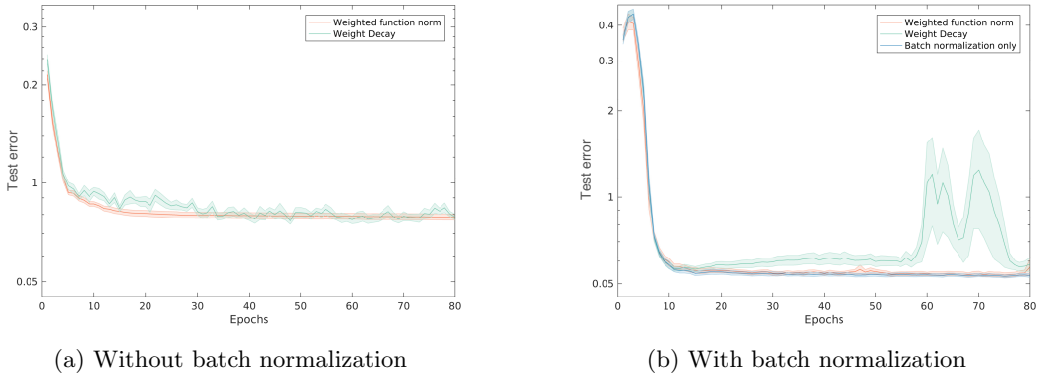 Weighted function norm
Weight Decay
0.3
0.2
1
0.05
Test error
0 10 20 30 40 50 60 70 80
Epochs
(a) Without batch normalization
Weighted function norm
Weight Decay
Batch normalization only
0.4
0.3
2
1
0.05
Test error
0 10 20 30 40 50 60 70 80
Epochs
(b) With batch normalization